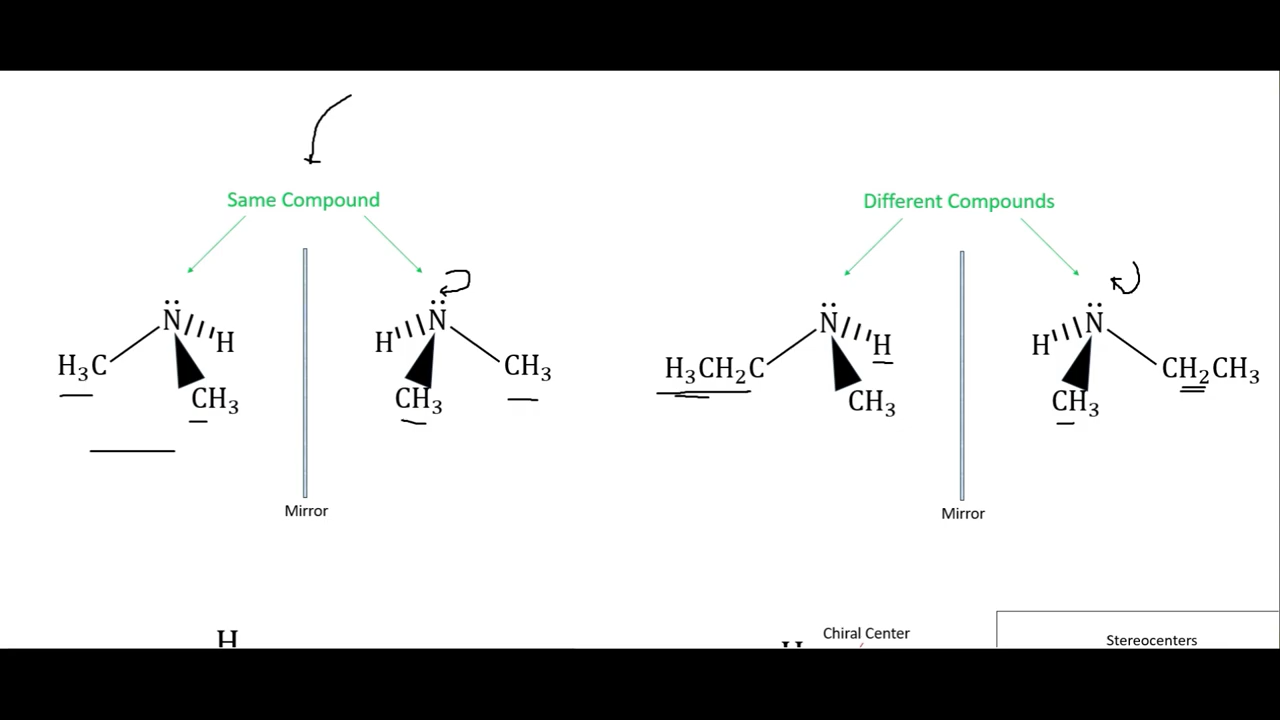 Same Compound
Different Compounds
N̈ H
H₃C
CH₃
H N̈
CH₃
CH₃
N̈ H
H₃CH₂C
CH₃
H N̈
CH₂CH₃
CH₃
Mirror
Mirror
H
Chiral Center
H
Stereocenters